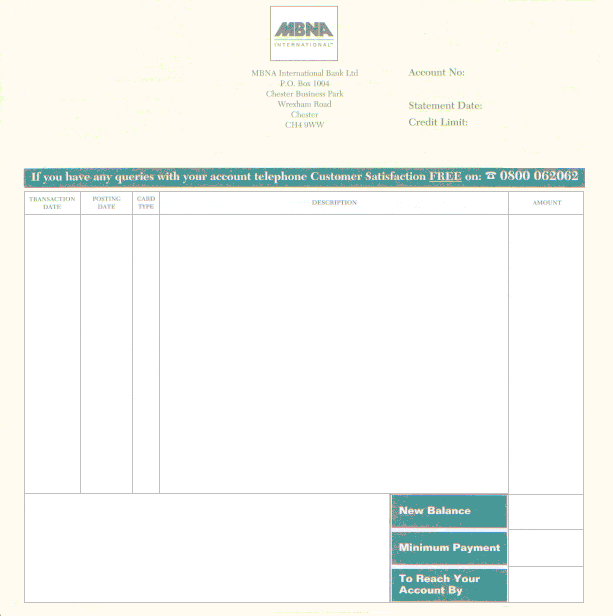 MBNA
INTERNATIONAL
MBNA International Bank Ltd
P.O. Box 1004
Chester Business Park
Wrexham Road
Chester
CH4 9WW
Account No:
Statement Date:
Credit Limit:
If you have any queries with your account telephone Customer Satisfaction FREE on: ☎ 0800 062062
TRANSACTION
DATE
POSTING
DATE
CARD
TYPE
DESCRIPTION
AMOUNT
New Balance
Minimum Payment
To Reach Your
Account By